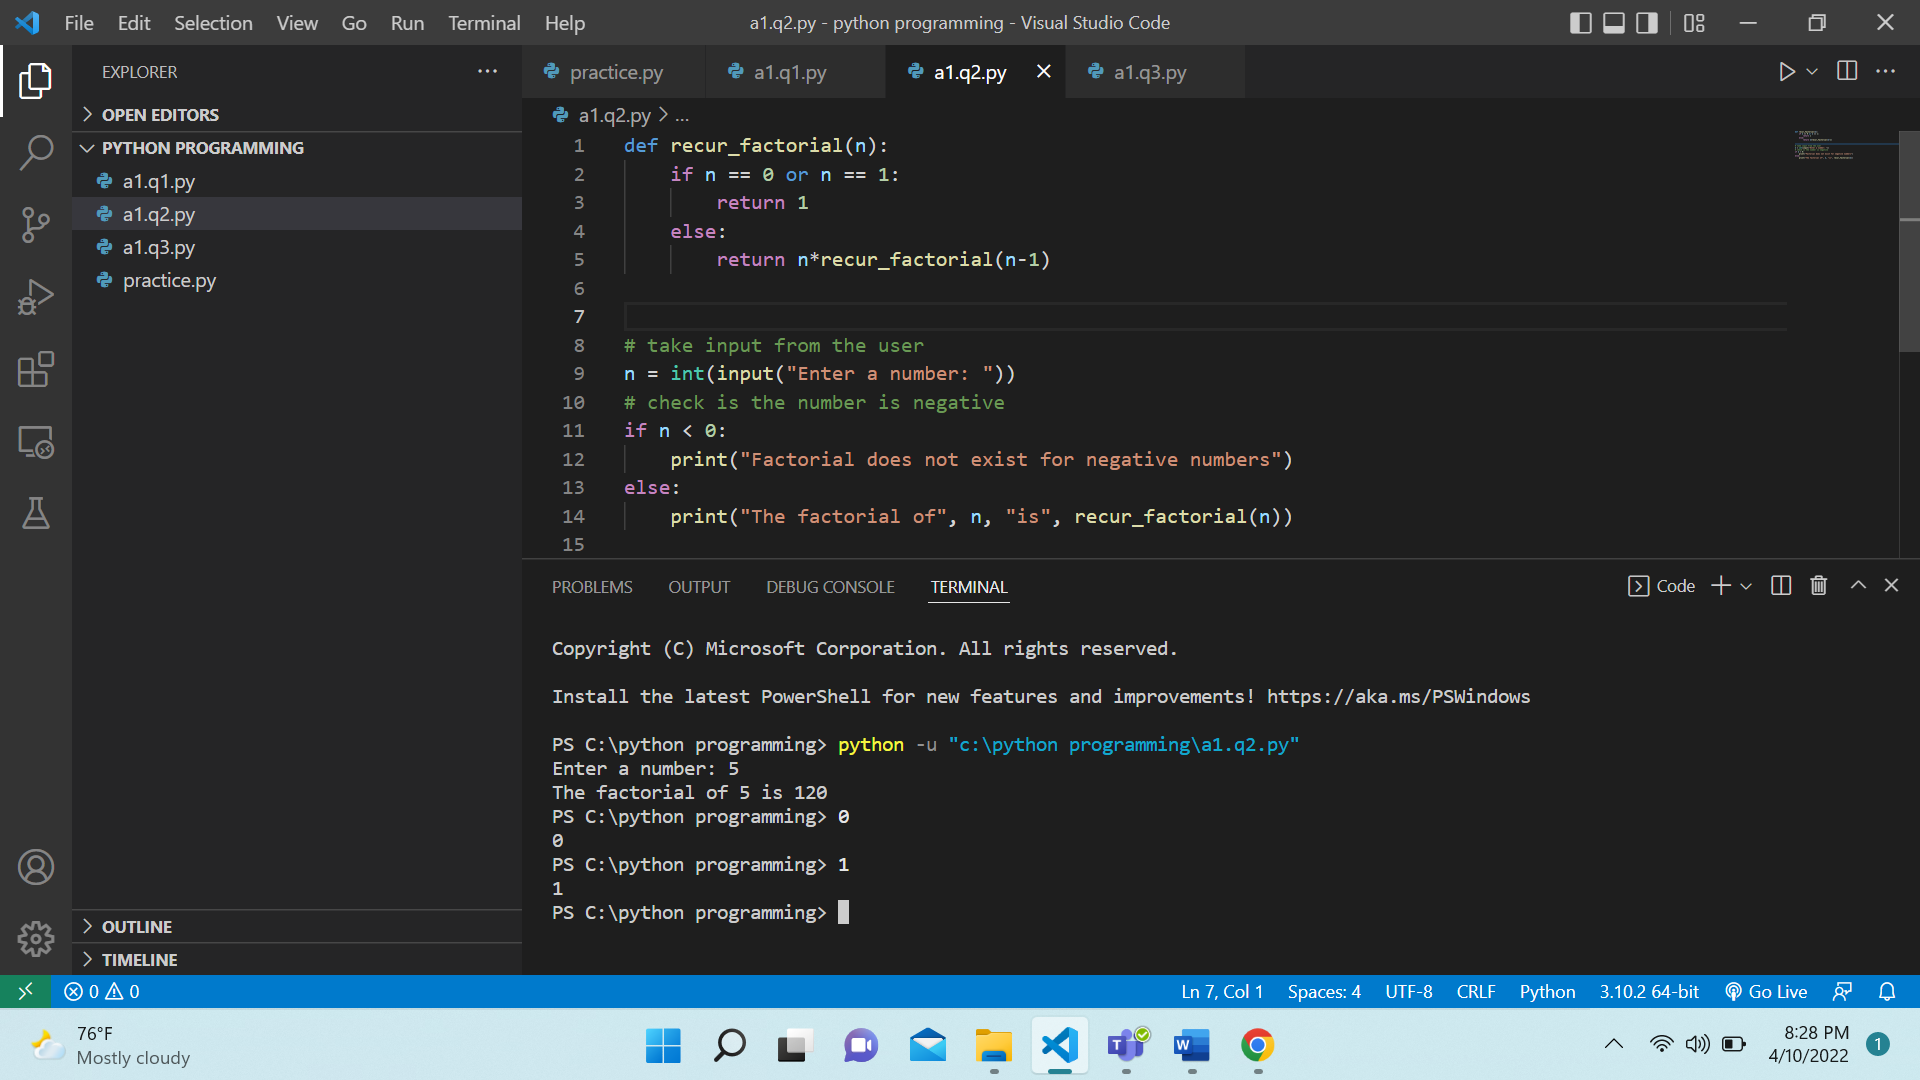 File Edit Selection View Go Run Terminal Help
a1.q2.py - python programming - Visual Studio Code
EXPLORER
OPEN EDITORS
PYTHON PROGRAMMING
a1.q1.py
a1.q2.py
a1.q3.py
practice.py
OUTLINE
TIMELINE
practice.py a1.q1.py a1.q2.py a1.q3.py
a1.q2.py > ...
1 def recur_factorial(n):
2     if n == 0 or n == 1:
3         return 1
4     else:
5         return n*recur_factorial(n-1)
6
7
8 # take input from the user
9 n = int(input("Enter a number: "))
10 # check is the number is negative
11 if n < 0:
12     print("Factorial does not exist for negative numbers")
13 else:
14     print("The factorial of", n, "is", recur_factorial(n))
15
PROBLEMS OUTPUT DEBUG CONSOLE TERMINAL
Code
Copyright (C) Microsoft Corporation. All rights reserved.
Install the latest PowerShell for new features and improvements! https://aka.ms/PSWindows
PS C:\python programming> python -u "c:\python programming\a1.q2.py"
Enter a number: 5
The factorial of 5 is 120
PS C:\python programming> 0
0
PS C:\python programming> 1
1
PS C:\python programming>
0 0 Ln 7, Col 1 Spaces: 4 UTF-8 CRLF Python 3.10.2 64-bit Go Live
76°F
Mostly cloudy
8:28 PM
4/10/2022
1